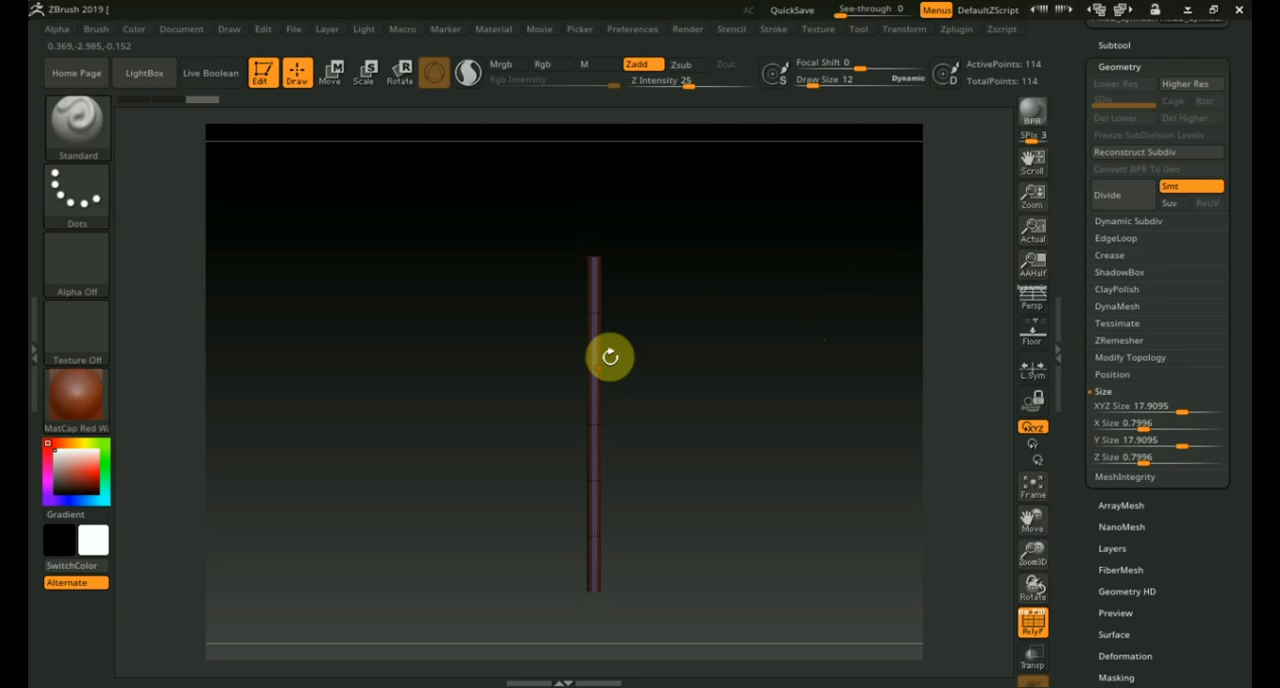 ZBrush 2019 [
AC QuickSave See-through 0 Menus DefaultZScript
Alpha Brush Color Document Draw Edit File Layer Light Macro Marker Material Movie Picker Preferences Render Stencil Stroke Texture Tool Transform Zplugin Zscript
0.369,-2.985,-0.152
Home Page LightBox Live Boolean Edit Draw Move Scale Rotate
Mrgb Rgb M Zadd Zsub Zcut
Rgb Intensity Z Intensity 25
Focal Shift 0
Draw Size 12 Dynamic
ActivePoints: 114
TotalPoints: 114
Standard
Dots
Alpha Off
Texture Off
MatCap Red Wa
Gradient
SwitchColor
Alternate
BPR
SPix 3
Scroll
Zoom
Actual
AAHalf
Dynamic
Persp
Floor
L.Sym
XYZ
Frame
Move
Zoom3D
Rotate
PolyF
Transp
Subtool
Geometry
Lower Res Higher Res
SDiv Cage Rstr
Del Lower Del Higher
Freeze SubDivision Levels
Reconstruct Subdiv
Convert BPR To Geo
Divide Smt
Suv ReUV
Dynamic Subdiv
EdgeLoop
Crease
ShadowBox
ClayPolish
DynaMesh
Tessimate
ZRemesher
Modify Topology
Position
Size
XYZ Size 17.9095
X Size 0.7996
Y Size 17.9095
Z Size 0.7996
MeshIntegrity
ArrayMesh
NanoMesh
Layers
FiberMesh
Geometry HD
Preview
Surface
Deformation
Masking